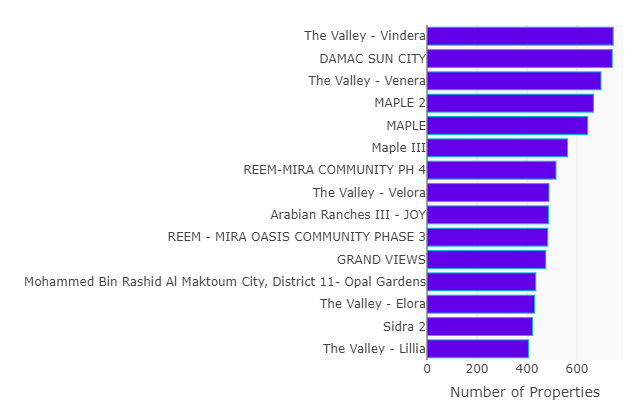 The Valley - Vindera
DAMAC SUN CITY
The Valley - Venera
MAPLE 2
MAPLE
Maple III
REEM-MIRA COMMUNITY PH 4
The Valley - Velora
Arabian Ranches III - JOY
REEM - MIRA OASIS COMMUNITY PHASE 3
GRAND VIEWS
Mohammed Bin Rashid Al Maktoum City, District 11- Opal Gardens
The Valley - Elora
Sidra 2
The Valley - Lillia
0 200 400 600
Number of Properties